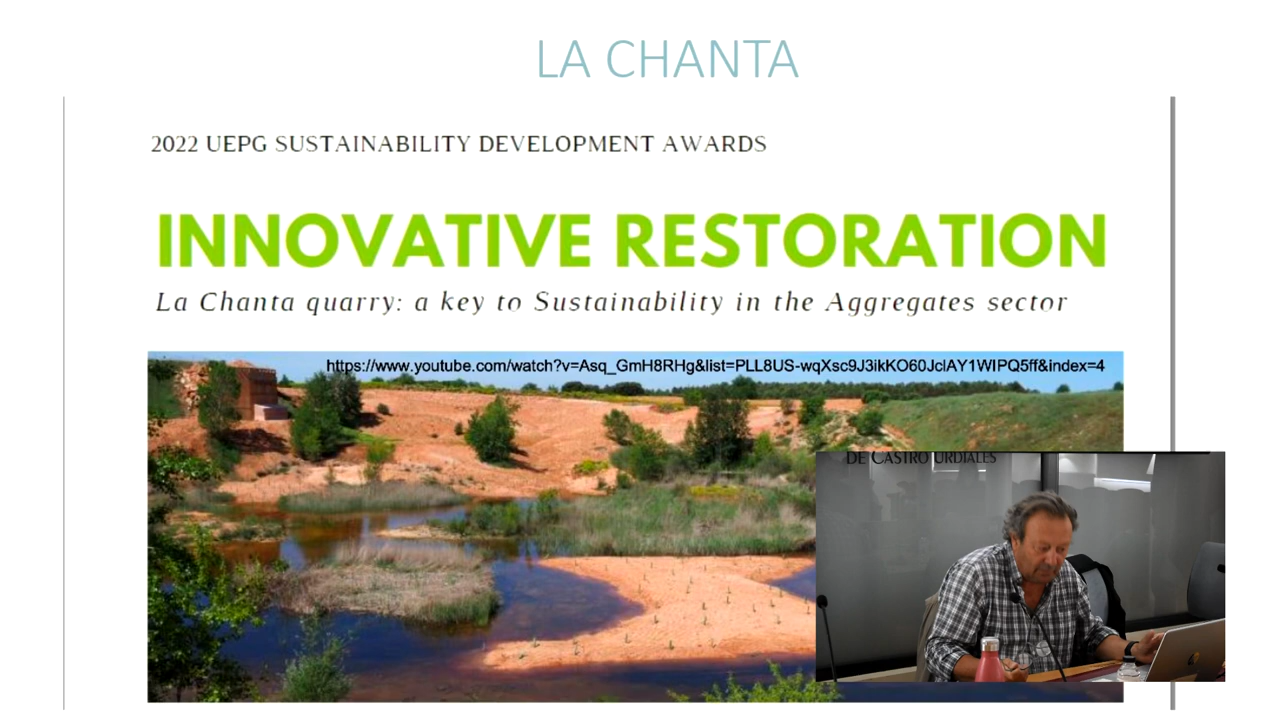 LA CHANTA
2022 UEPG SUSTAINABILITY DEVELOPMENT AWARDS
INNOVATIVE RESTORATION
La Chanta quarry: a key to Sustainability in the Aggregates sector
https://www.youtube.com/watch?v=Asq_GmH8RHg&list=PLL8US-wqXsc9J3ikKO60JclAY1WIPQ5ff&index=4
DE CASTRO URDIALES